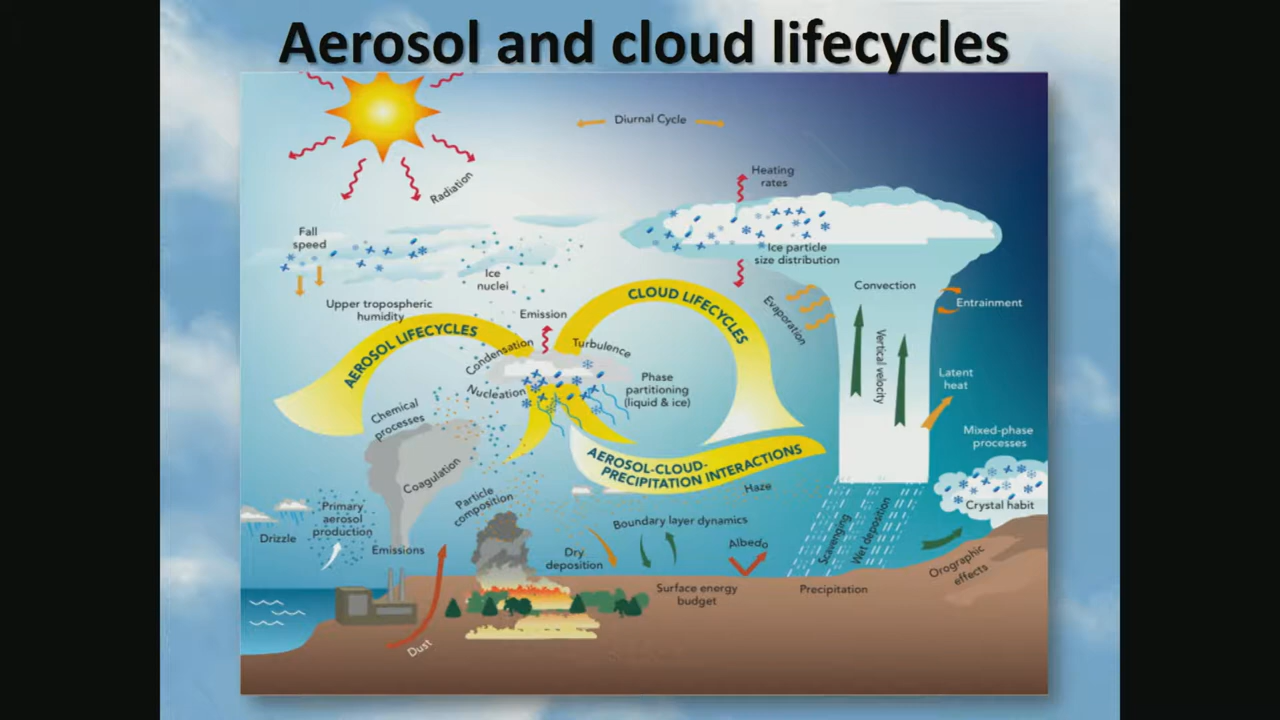 Aerosol and cloud lifecycles
Diurnal Cycle
Radiation
Heating
rates
Fall
speed
Ice
nuclei
Ice particle
size distribution
Upper tropospheric
humidity
Emission
CLOUD LIFECYCLES
Evaporation
Convection
Entrainment
AEROSOL LIFECYCLES
Condensation
Turbulence
Vertical velocity
Nucleation
Phase
partitioning
(liquid & ice)
Latent
heat
Chemical
processes
Mixed-phase
processes
Coagulation
AEROSOL-CLOUD-
PRECIPITATION INTERACTIONS
Haze
Particle
composition
Crystal habit
Primary
aerosol
production
Drizzle
Emissions
Boundary layer dynamics
Scavenging
Wet deposition
Dry
deposition
Albedo
Orographic
effects
Surface energy
budget
Precipitation
Dust